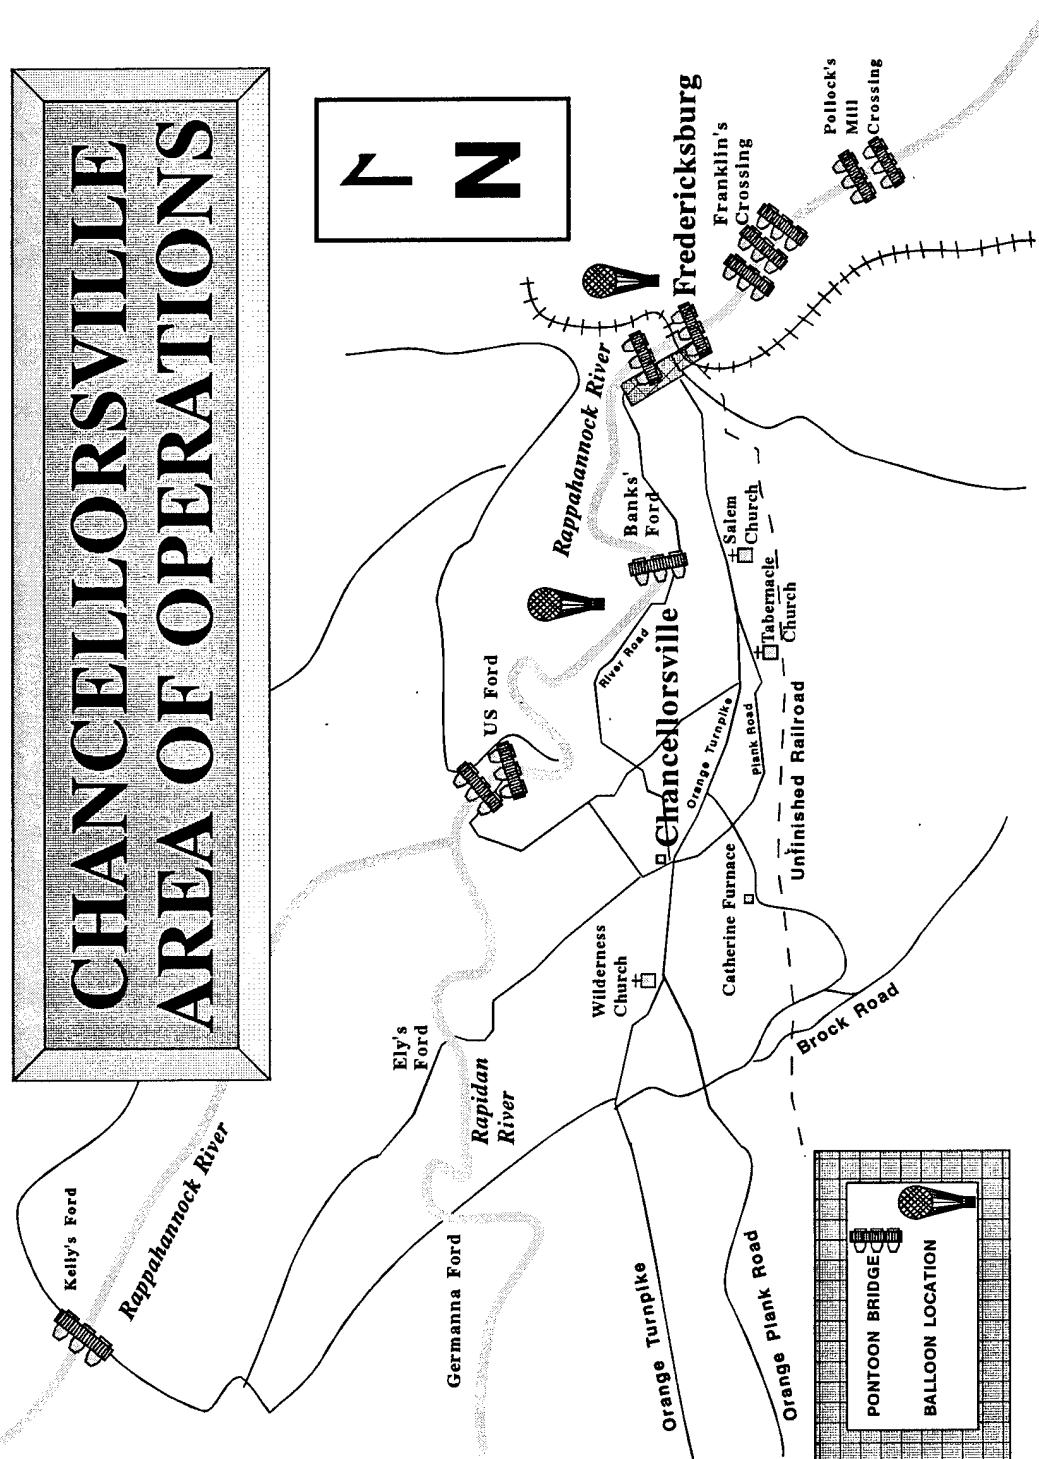 CHANCELLORSVILLE
AREA OF OPERATIONS
N
Kelly's Ford
Rappahannock River
Ely's
Ford
Rapidan
River
Germanna Ford
US Ford
Rappahannock River
Banks'
Ford
River Road
Fredericksburg
Franklin's
Crossing
Pollock's
Mill
Crossing
Chancellorsville
Orange Turnpike
Plank Road
Salem
Church
Tabernacle
Church
Unfinished Railroad
Catherine Furnace
Wilderness
Church
Brock Road
Orange Turnpike
Orange Plank Road
PONTOON BRIDGE
BALLOON LOCATION